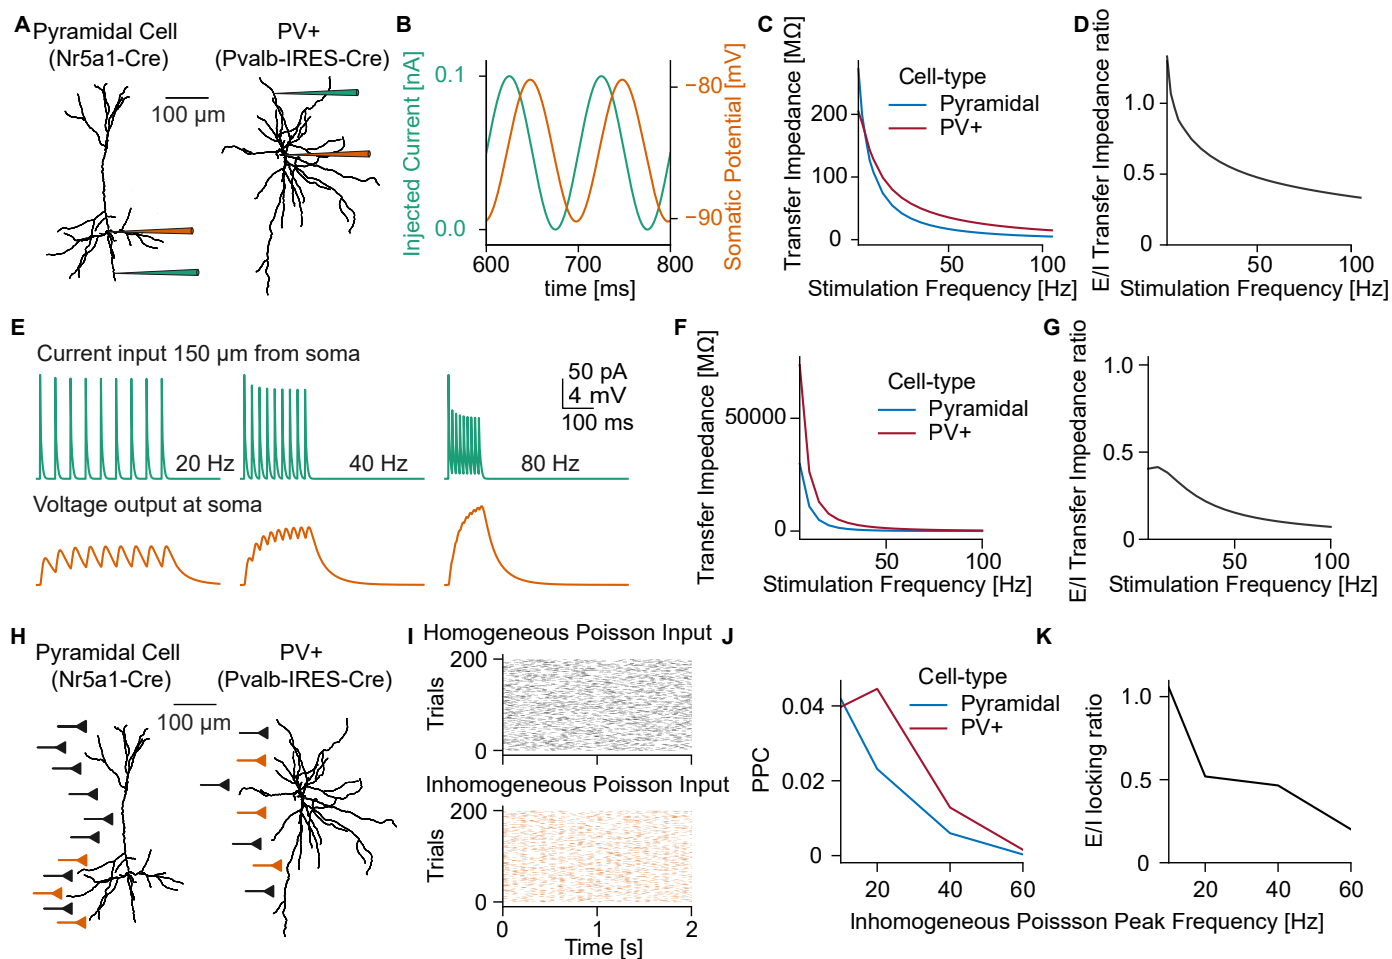 A
Pyramidal Cell
(Nr5a1-Cre)
100 µm
PV+
(Pvalb-IRES-Cre)
B
Injected Current [nA]
0.1
0.0
600
700
800
time [ms]
−80
−90
Somatic Potential [mV]
C
Transfer Impedance [MΩ]
200
100
0
Cell-type
Pyramidal
PV+
50
100
Stimulation Frequency [Hz]
D
E/I Transfer Impedance ratio
1.0
0.5
0
50
100
Stimulation Frequency [Hz]
E
Current input 150 µm from soma
50 pA
4 mV
100 ms
20 Hz
40 Hz
80 Hz
Voltage output at soma
F
Transfer Impedance [MΩ]
50000
0
Cell-type
Pyramidal
PV+
50
100
Stimulation Frequency [Hz]
G
E/I Transfer Impedance ratio
1.0
0.5
0
50
100
Stimulation Frequency [Hz]
H
Pyramidal Cell
(Nr5a1-Cre)
100 µm
PV+
(Pvalb-IRES-Cre)
I
Homogeneous Poisson Input
Trials
200
0
0
1
2
Inhomogeneous Poisson Input
Trials
200
0
0
1
2
Time [s]
J
PPC
0.04
0.02
0
Cell-type
Pyramidal
PV+
20
40
60
K
E/I locking ratio
1.0
0.5
0
20
40
60
Inhomogeneous Poissson Peak Frequency [Hz]